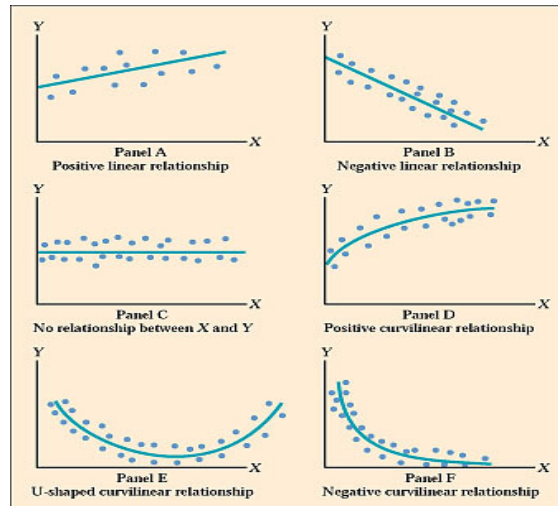 Y
X
Panel A
Positive linear relationship
Y
X
Panel B
Negative linear relationship
Y
X
Panel C
No relationship between X and Y
Y
X
Panel D
Positive curvilinear relationship
Y
X
Panel E
U-shaped curvilinear relationship
Y
X
Panel F
Negative curvilinear relationship